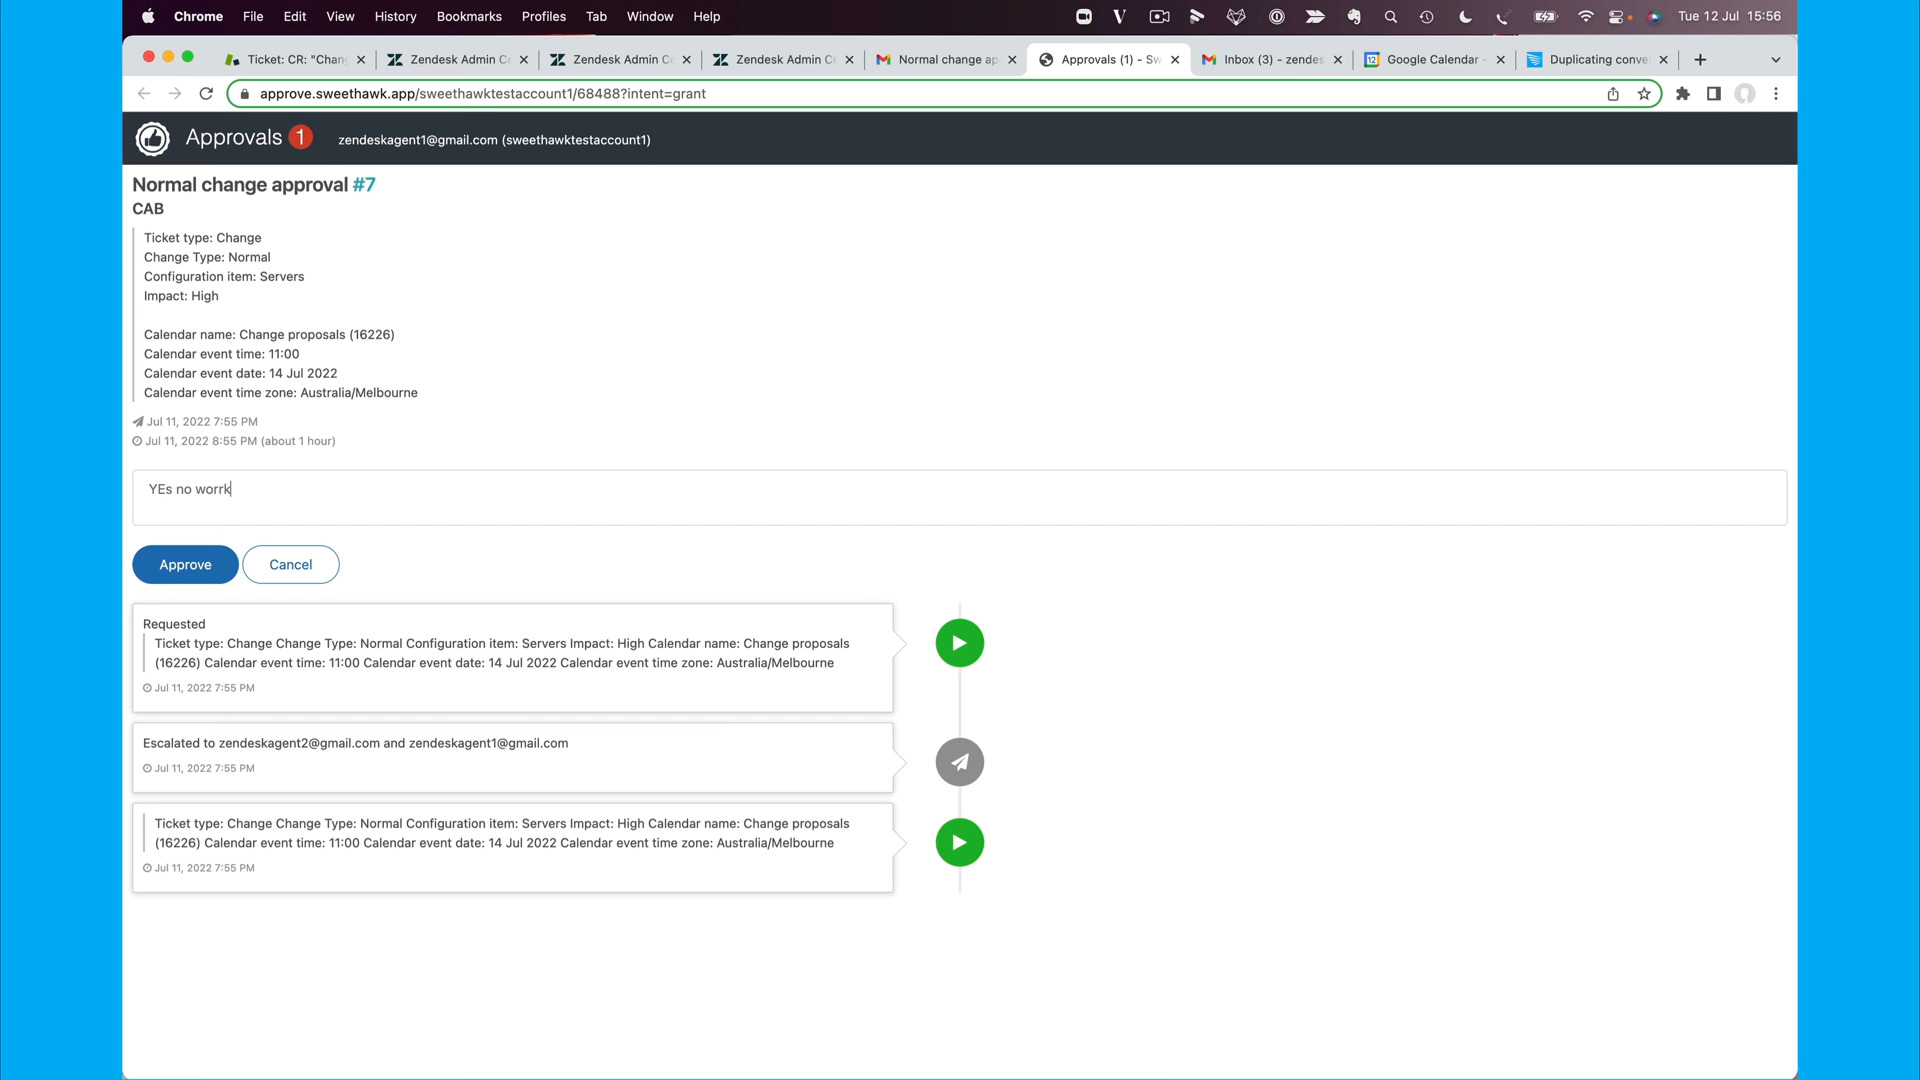 Chrome File Edit View History Bookmarks Profiles Tab Window Help Tue 12 Jul 15:56
Ticket: CR: "Chan Zendesk Admin Ce Zendesk Admin Ce Zendesk Admin Ce Normal change ap Approvals (1) - Sw Inbox (3) - zendes Google Calendar - Duplicating conve
approve.sweethawk.app/sweethawktestaccount1/68488?intent=grant
Approvals 1 zendeskagent1@gmail.com (sweethawktestaccount1)
Normal change approval #7
CAB
Ticket type: Change
Change Type: Normal
Configuration item: Servers
Impact: High
Calendar name: Change proposals (16226)
Calendar event time: 11:00
Calendar event date: 14 Jul 2022
Calendar event time zone: Australia/Melbourne
Jul 11, 2022 7:55 PM
Jul 11, 2022 8:55 PM (about 1 hour)
YEs no worrk
Approve Cancel
Requested
Ticket type: Change Change Type: Normal Configuration item: Servers Impact: High Calendar name: Change proposals
(16226) Calendar event time: 11:00 Calendar event date: 14 Jul 2022 Calendar event time zone: Australia/Melbourne
Jul 11, 2022 7:55 PM
Escalated to zendeskagent2@gmail.com and zendeskagent1@gmail.com
Jul 11, 2022 7:55 PM
Ticket type: Change Change Type: Normal Configuration item: Servers Impact: High Calendar name: Change proposals
(16226) Calendar event time: 11:00 Calendar event date: 14 Jul 2022 Calendar event time zone: Australia/Melbourne
Jul 11, 2022 7:55 PM